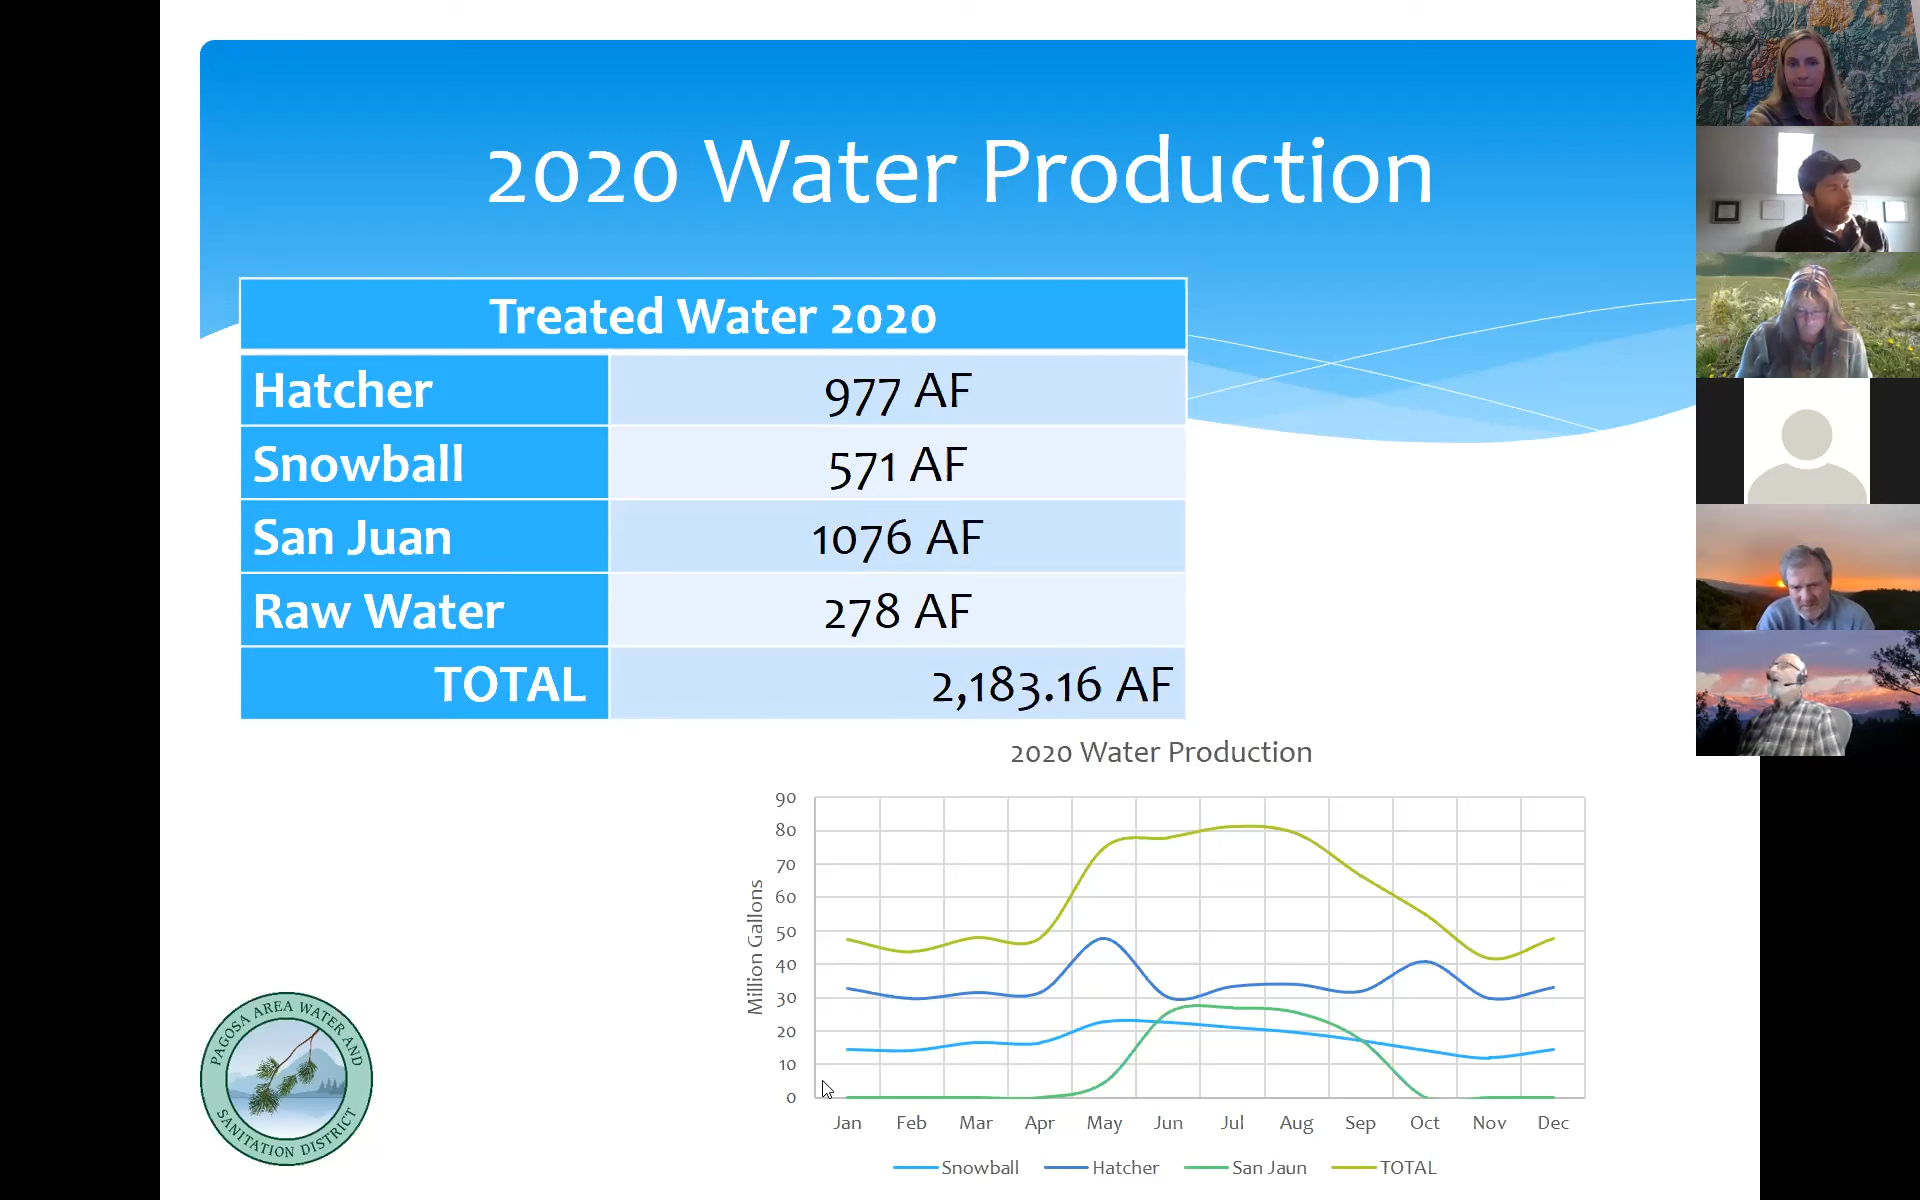 2020 Water Production
Treated Water 2020
Hatcher 977 AF
Snowball 571 AF
San Juan 1076 AF
Raw Water 278 AF
TOTAL 2,183.16 AF
2020 Water Production
90
80
70
60
50
40
30
20
10
0
Million Gallons
Jan Feb Mar Apr May Jun Jul Aug Sep Oct Nov Dec
Snowball Hatcher San Jaun TOTAL
PAGOSA AREA WATER AND
SANITATION DISTRICT